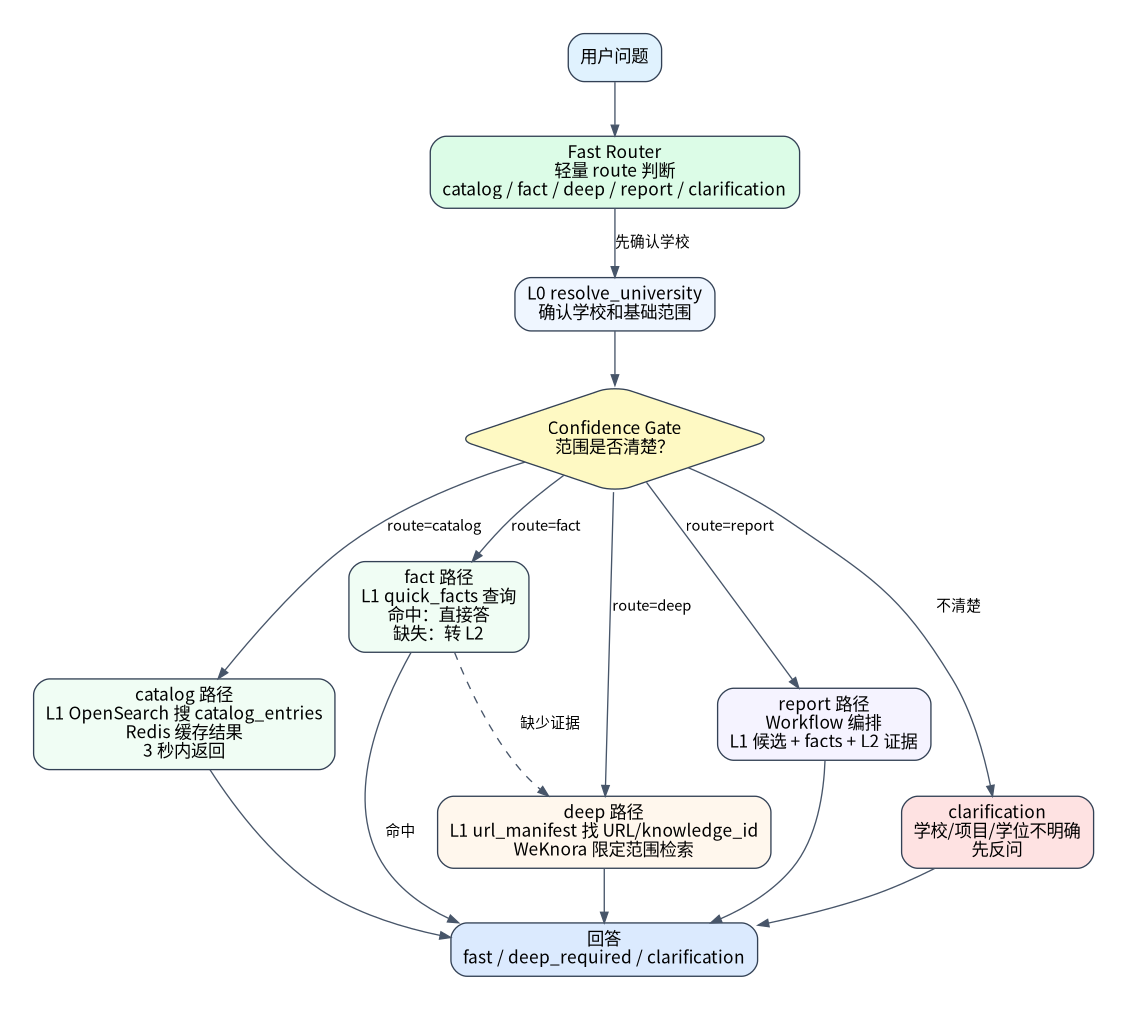 用户问题
Fast Router
轻量 route 判断
catalog / fact / deep / report / clarification
先确认学校
L0 resolve_university
确认学校和基础范围
Confidence Gate
范围是否清楚？
route=catalog
route=fact
route=report
fact 路径
L1 quick_facts 查询
命中：直接答
缺失：转 L2
route=deep
不清楚
catalog 路径
L1 OpenSearch 搜 catalog_entries
Redis 缓存结果
3 秒内返回
缺少证据
report 路径
Workflow 编排
L1 候选 + facts + L2 证据
命中
deep 路径
L1 url_manifest 找 URL/knowledge_id
WeKnora 限定范围检索
clarification
学校/项目/学位不明确
先反问
回答
fast / deep_required / clarification